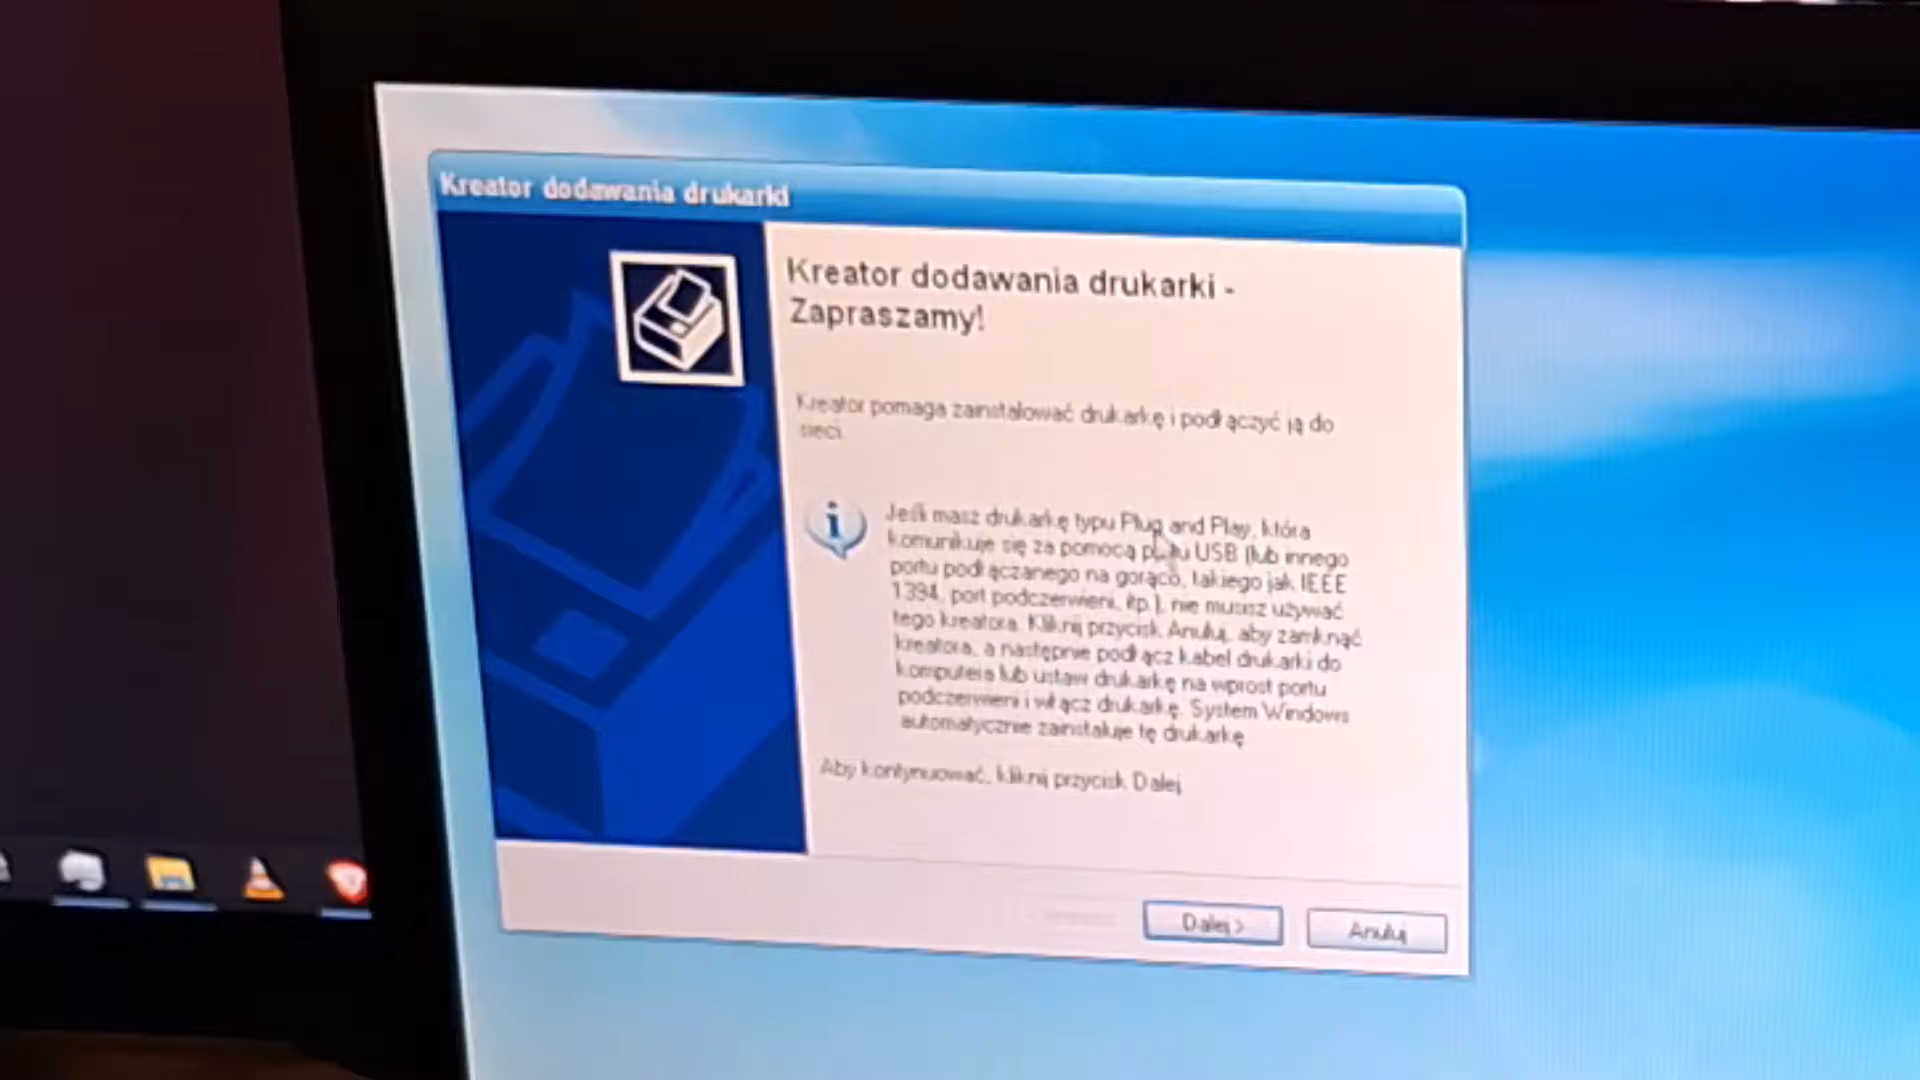 Kreator dodawania drukarki
Kreator dodawania drukarki -
Zapraszamy!
Kreator pomaga zainstalować drukarkę i podłączyć ją do
sieci.
Jeśli masz drukarkę typu Plug and Play, która
komunikuje się za pomocą portu USB (lub innego
portu podłączanego na gorąco, takiego jak IEEE
1394, port podczerwieni, itp.), nie musisz używać
tego kreatora. Kliknij przycisk Anuluj, aby zamknąć
kreatora, a następnie podłącz kabel drukarki do
komputera lub ustaw drukarkę na wprost portu
podczerwieni i włącz drukarkę. System Windows
automatycznie zainstaluje tę drukarkę
Aby kontynuować, kliknij przycisk Dalej
Dalej >
Anuluj